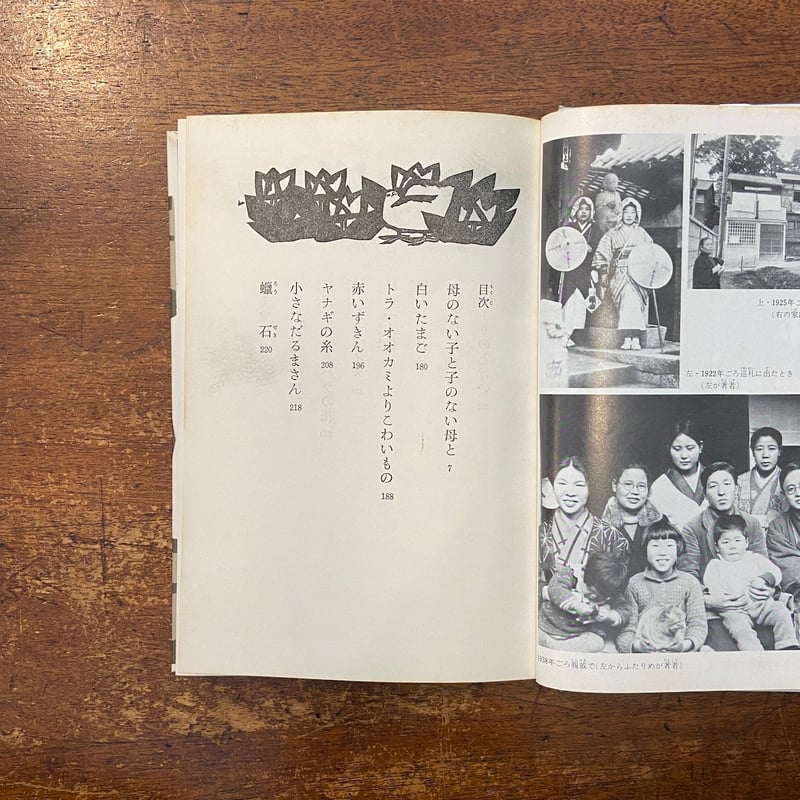 目次
母のない子と子のない母と 7
白いたまご 180
トラ・オオカミよりこわいもの 188
赤いずきん 196
ヤナギの糸 208
小さなだるまさん 218
蠟石 220
上・1925年ご
(右の家
左・1922年ごろ巡礼に出たとき
(左が著者)
1938年ごろ親戚で(左からふたりめが著者)